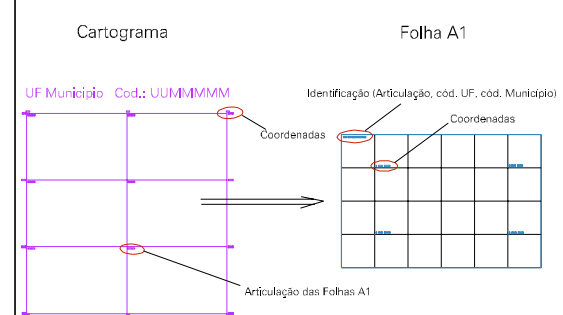 Cartograma
Folha A1
UF Municipio Cod.: UUMMMMM
Identificação (Articulação, cód. UF, cód. Município)
Coordenadas
Coordenadas
Articulação das Folhas A1